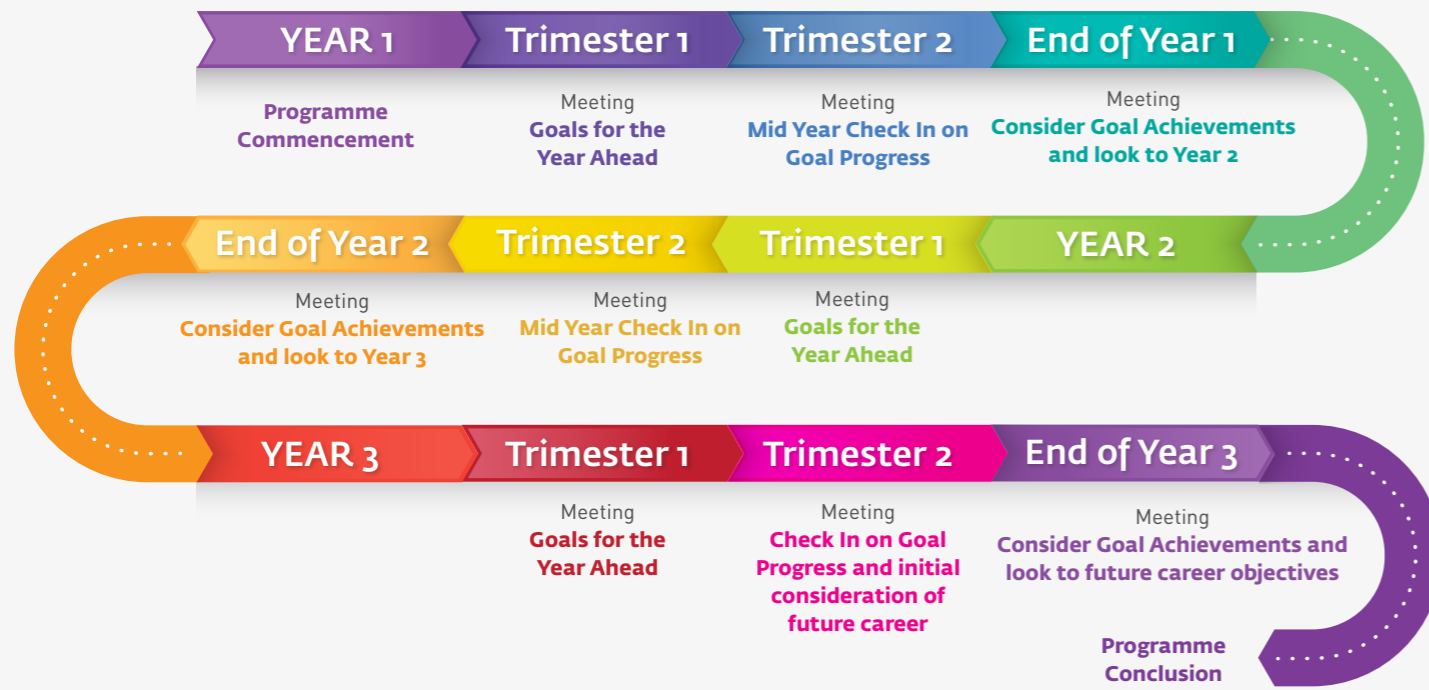 YEAR 1
Trimester 1
Trimester 2
End of Year 1
Programme
Commencement
Meeting
Goals for the
Year Ahead
Meeting
Mid Year Check In on
Goal Progress
Meeting
Consider Goal Achievements
and look to Year 2
YEAR 2
Trimester 1
Meeting
Goals for the
Year Ahead
Trimester 2
Meeting
Mid Year Check In on
Goal Progress
End of Year 2
Meeting
Consider Goal Achievements
and look to Year 3
YEAR 3
Trimester 1
Meeting
Goals for the
Year Ahead
Trimester 2
Meeting
Check In on Goal
Progress and initial
consideration of
future career
End of Year 3
Meeting
Consider Goal Achievements and
look to future career objectives
Programme
Conclusion